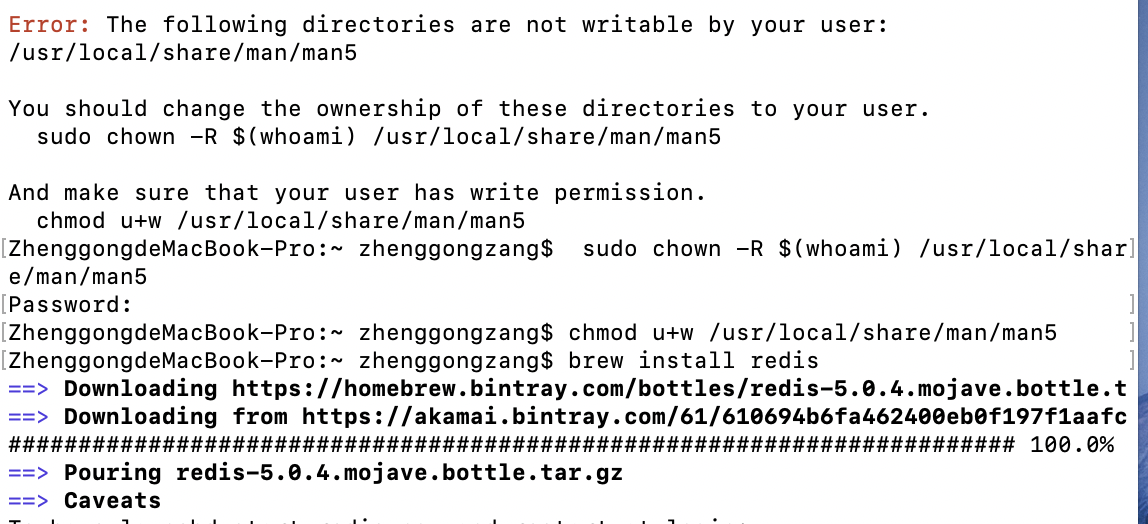 Error: The following directories are not writable by your user:
/usr/local/share/man/man5
You should change the ownership of these directories to your user.
  sudo chown -R $(whoami) /usr/local/share/man/man5
And make sure that your user has write permission.
  chmod u+w /usr/local/share/man/man5
[ZhenggongdeMacBook-Pro:~ zhenggongzang$  sudo chown -R $(whoami) /usr/local/shar]
e/man/man5
[Password: ]
[ZhenggongdeMacBook-Pro:~ zhenggongzang$ chmod u+w /usr/local/share/man/man5 ]
[ZhenggongdeMacBook-Pro:~ zhenggongzang$ brew install redis ]
==> Downloading https://homebrew.bintray.com/bottles/redis-5.0.4.mojave.bottle.t
==> Downloading from https://akamai.bintray.com/61/610694b6fa462400eb0f197f1aafc
######################################################################## 100.0%
==> Pouring redis-5.0.4.mojave.bottle.tar.gz
==> Caveats